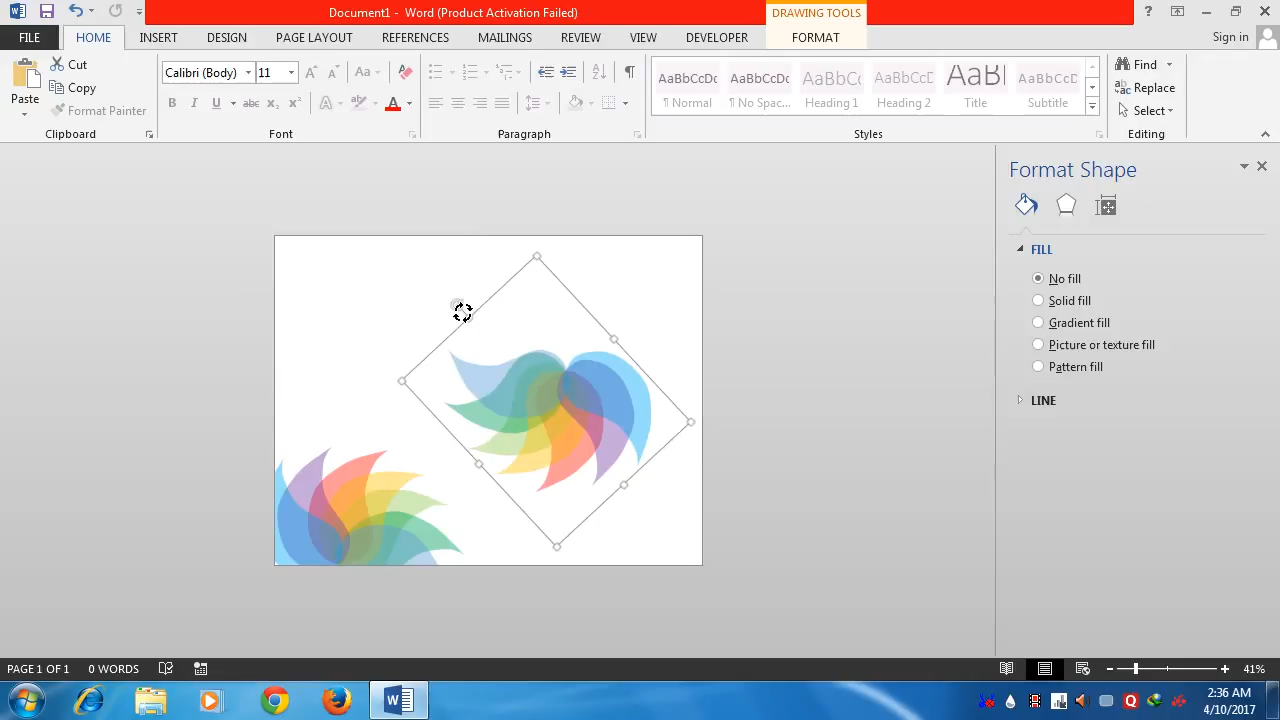 Document1 - Word (Product Activation Failed)
DRAWING TOOLS
?
FILE
HOME
INSERT
DESIGN
PAGE LAYOUT
REFERENCES
MAILINGS
REVIEW
VIEW
DEVELOPER
FORMAT
Sign in
Paste
Cut
Copy
Format Painter
Clipboard
Calibri (Body)
11
Aa
B I U abc x₂ x² A A
Font
Paragraph
AaBbCcDc
¶ Normal
AaBbCcDc
¶ No Spac...
AaBbCc
Heading 1
AaBbCcD
Heading 2
AaBl
Title
AaBbCcD
Subtitle
Styles
Find
Replace
Select
Editing
Format Shape
FILL
No fill
Solid fill
Gradient fill
Picture or texture fill
Pattern fill
LINE
PAGE 1 OF 1
0 WORDS
41%
2:36 AM
4/10/2017